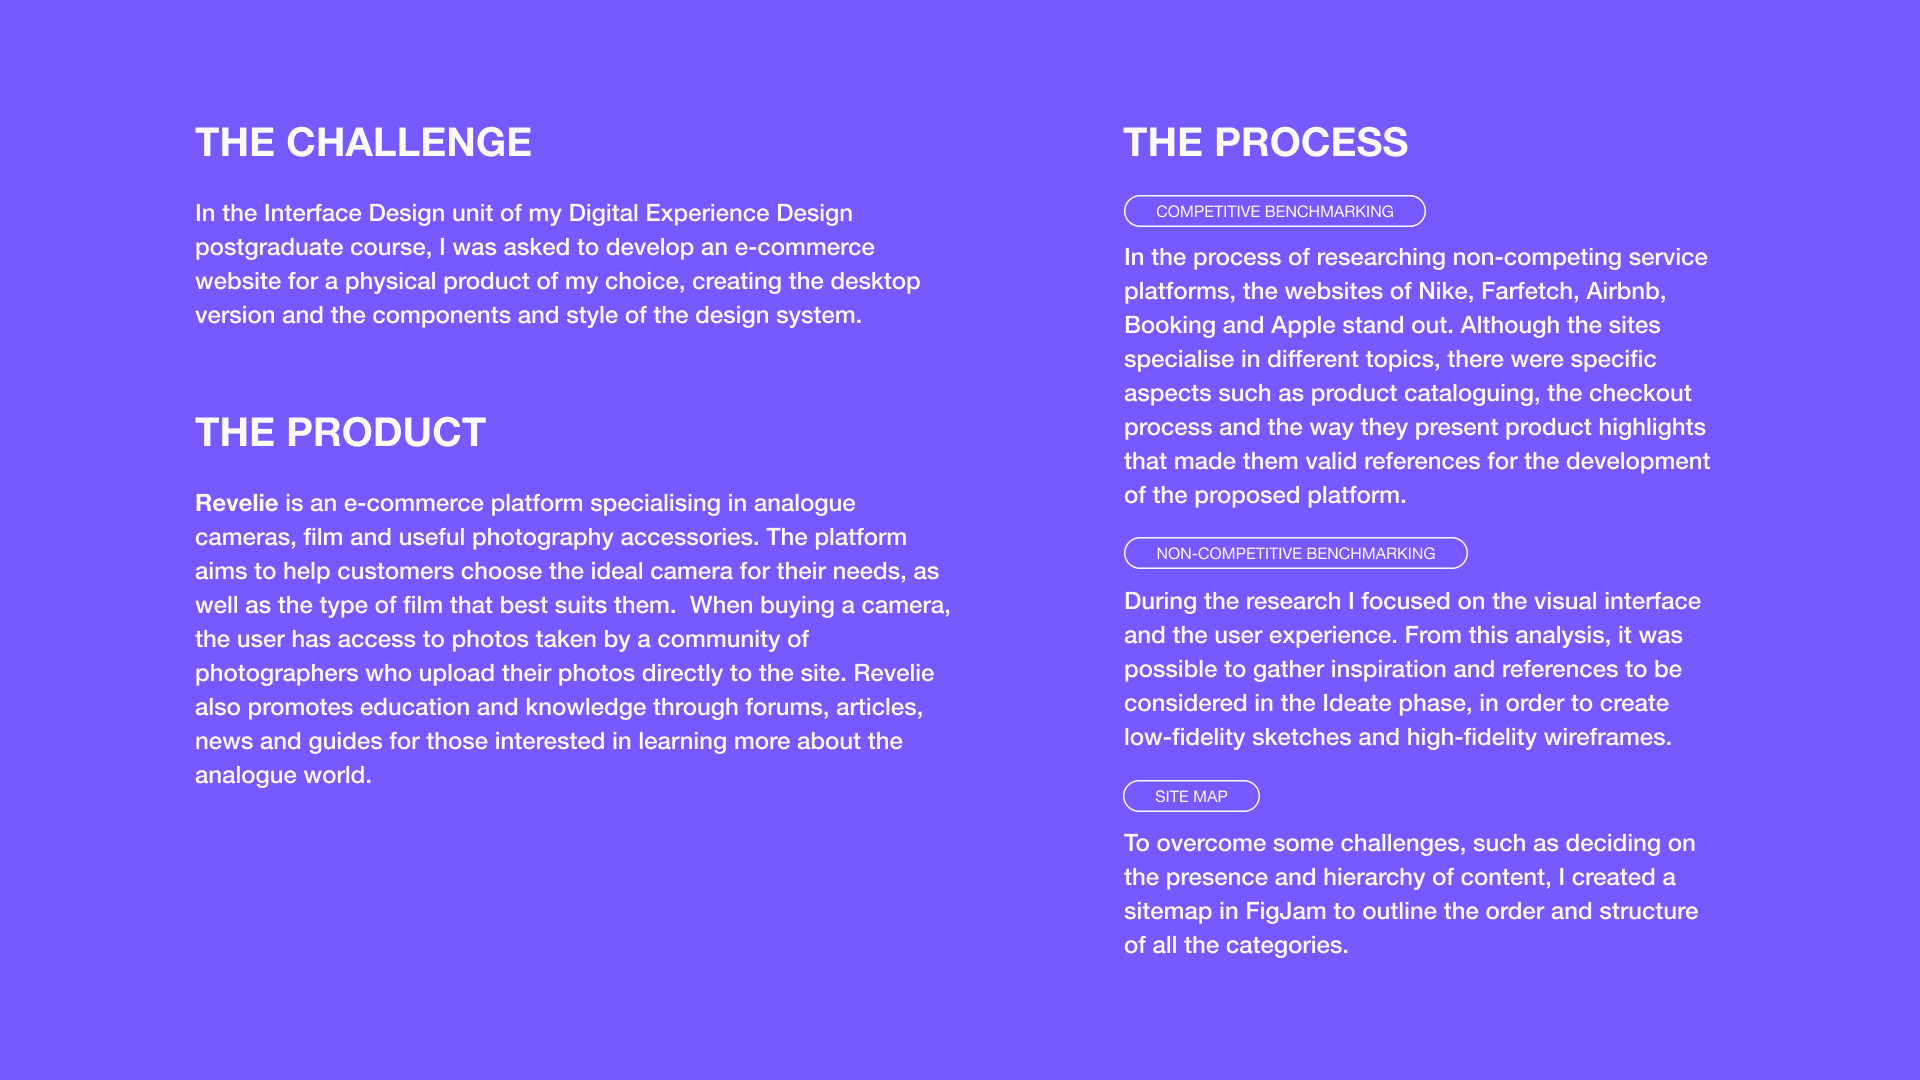 THE CHALLENGE
In the Interface Design unit of my Digital Experience Design
postgraduate course, I was asked to develop an e-commerce
website for a physical product of my choice, creating the desktop
version and the components and style of the design system.
THE PRODUCT
Revelie is an e-commerce platform specialising in analogue
cameras, film and useful photography accessories. The platform
aims to help customers choose the ideal camera for their needs, as
well as the type of film that best suits them.  When buying a camera,
the user has access to photos taken by a community of
photographers who upload their photos directly to the site. Revelie
also promotes education and knowledge through forums, articles,
news and guides for those interested in learning more about the
analogue world.
THE PROCESS
COMPETITIVE BENCHMARKING
In the process of researching non-competing service
platforms, the websites of Nike, Farfetch, Airbnb,
Booking and Apple stand out. Although the sites
specialise in different topics, there were specific
aspects such as product cataloguing, the checkout
process and the way they present product highlights
that made them valid references for the development
of the proposed platform.
NON-COMPETITIVE BENCHMARKING
During the research I focused on the visual interface
and the user experience. From this analysis, it was
possible to gather inspiration and references to be
considered in the Ideate phase, in order to create
low-fidelity sketches and high-fidelity wireframes.
SITE MAP
To overcome some challenges, such as deciding on
the presence and hierarchy of content, I created a
sitemap in FigJam to outline the order and structure
of all the categories.